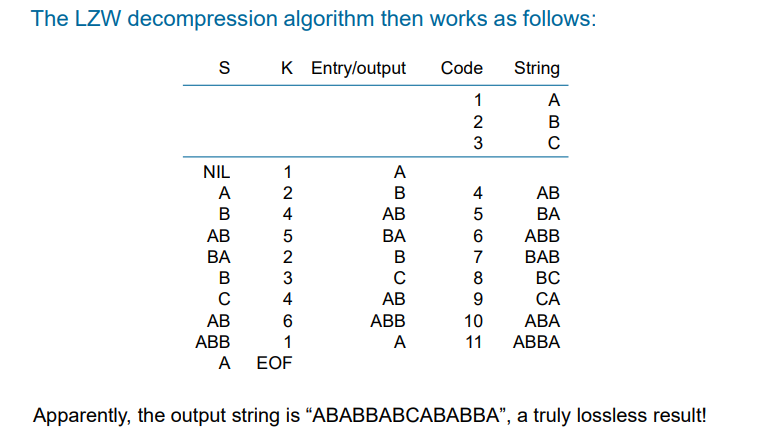 The LZW decompression algorithm then works as follows:
S K Entry/output Code String
1 A
2 B
3 C
NIL 1 A
A 2 B 4 AB
B 4 AB 5 BA
AB 5 BA 6 ABB
BA 2 B 7 BAB
B 3 C 8 BC
C 4 AB 9 CA
AB 6 ABB 10 ABA
ABB 1 A 11 ABBA
A EOF
Apparently, the output string is “ABABBABCABABBA”, a truly lossless result!